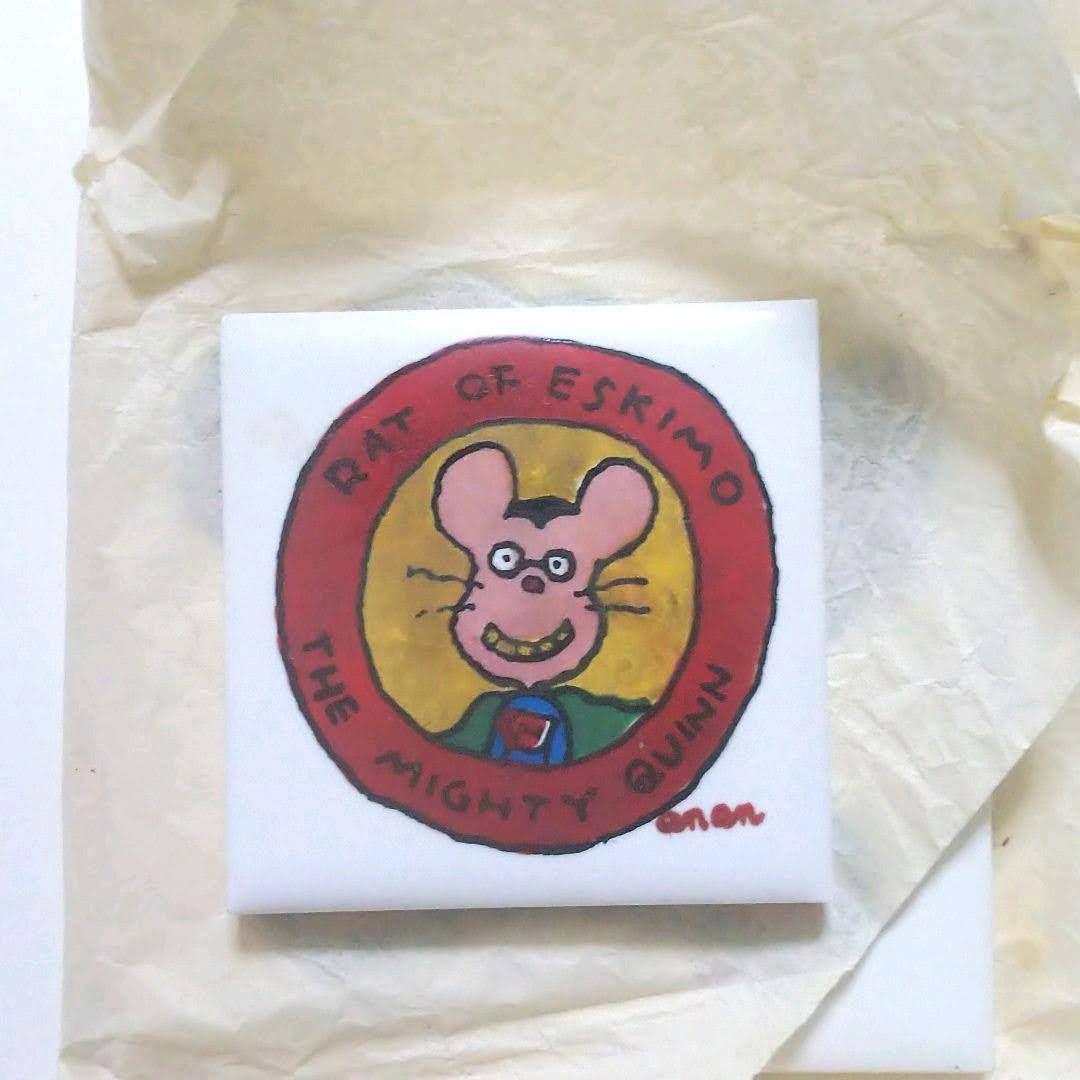 RAT OF ESKIMO
THE MIGHTY QUINN
anan